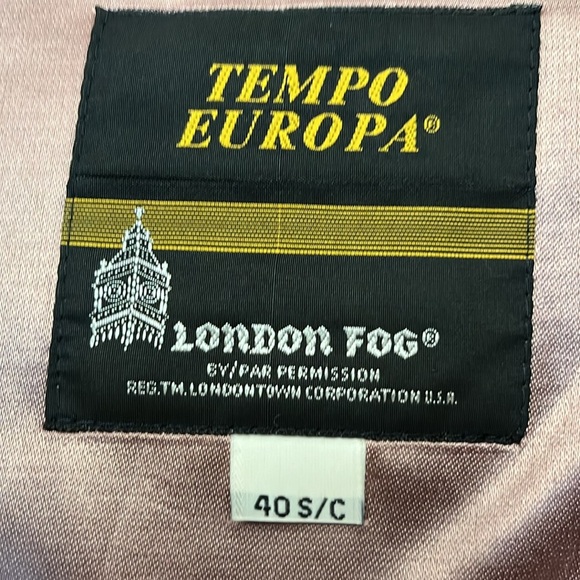 TEMPO
EUROPA®
LONDON FOG®
BY/PAR PERMISSION
REG.TM.LONDONTOWN CORPORATION U.S.A.
40 S/C